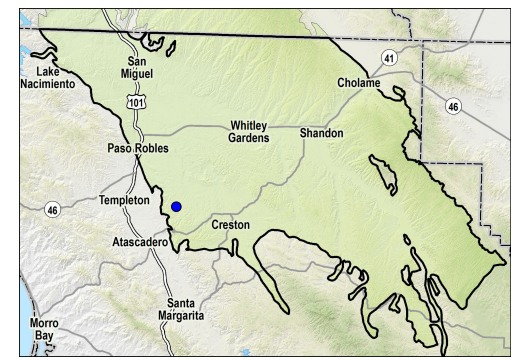 41
San
Miguel
Lake
Nacimiento
Cholame
101
46
Whitley
Gardens
Shandon
Paso Robles
Templeton
46
Creston
Atascadero
Santa
Margarita
Morro
Bay